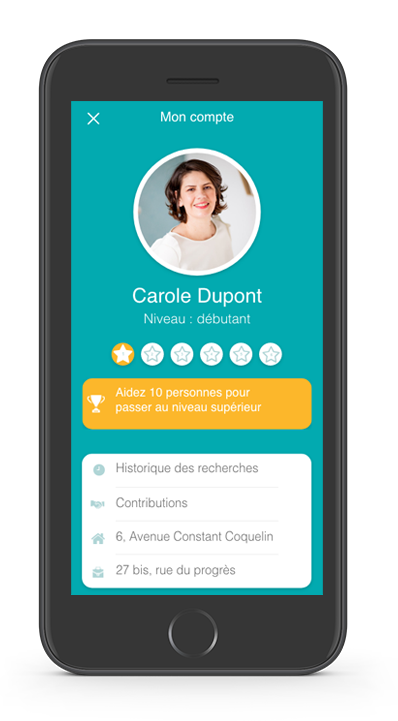 Mon compte
Carole Dupont
Niveau : débutant
Aidez 10 personnes pour
passer au niveau supérieur
Historique des recherches
Contributions
6, Avenue Constant Coquelin
27 bis, rue du progrès